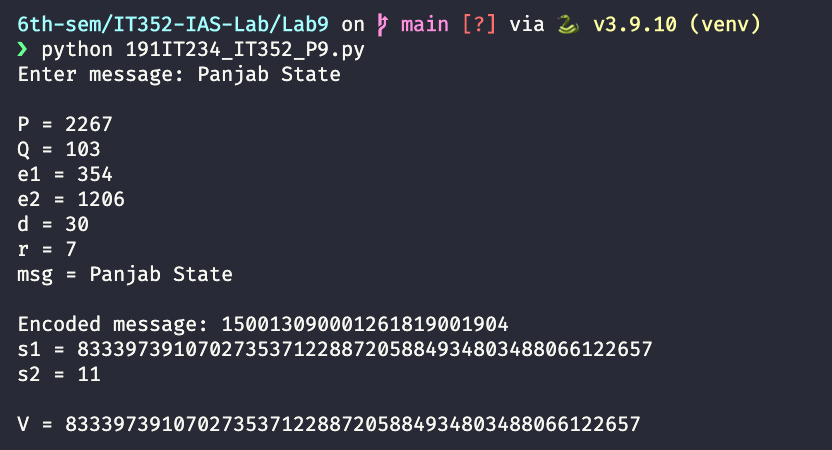 6th-sem/IT352-IAS-Lab/Lab9 on main [?] via 🐍 v3.9.10 (venv)
❯ python 191IT234_IT352_P9.py
Enter message: Panjab State
P = 2267
Q = 103
e1 = 354
e2 = 1206
d = 30
r = 7
msg = Panjab State
Encoded message: 150013090001261819001904
s1 = 833397391070273537122887205884934803488066122657
s2 = 11
V = 833397391070273537122887205884934803488066122657